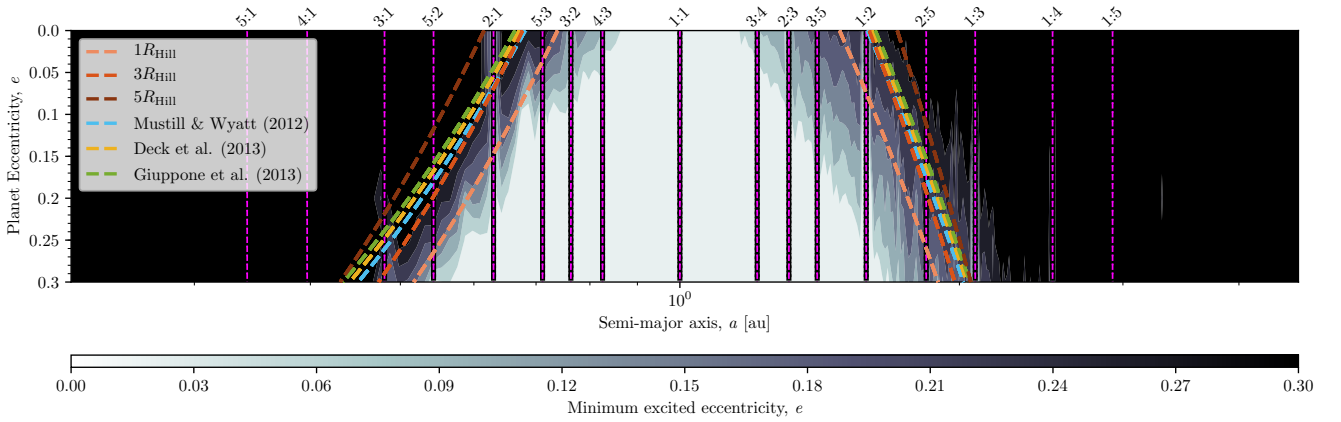 5:1 4:1 3:1 5:2 2:1 5:3 3:2 4:3 1:1 3:4 2:3 3:5 1:2 2:5 1:3 1:4 1:5
Planet Eccentricity, e
0.0
0.05
0.1
0.15
0.2
0.25
0.3
1R_Hill
3R_Hill
5R_Hill
Mustill & Wyatt (2012)
Deck et al. (2013)
Giuppone et al. (2013)
10⁰
Semi-major axis, a [au]
0.00 0.03 0.06 0.09 0.12 0.15 0.18 0.21 0.24 0.27 0.30
Minimum excited eccentricity, e